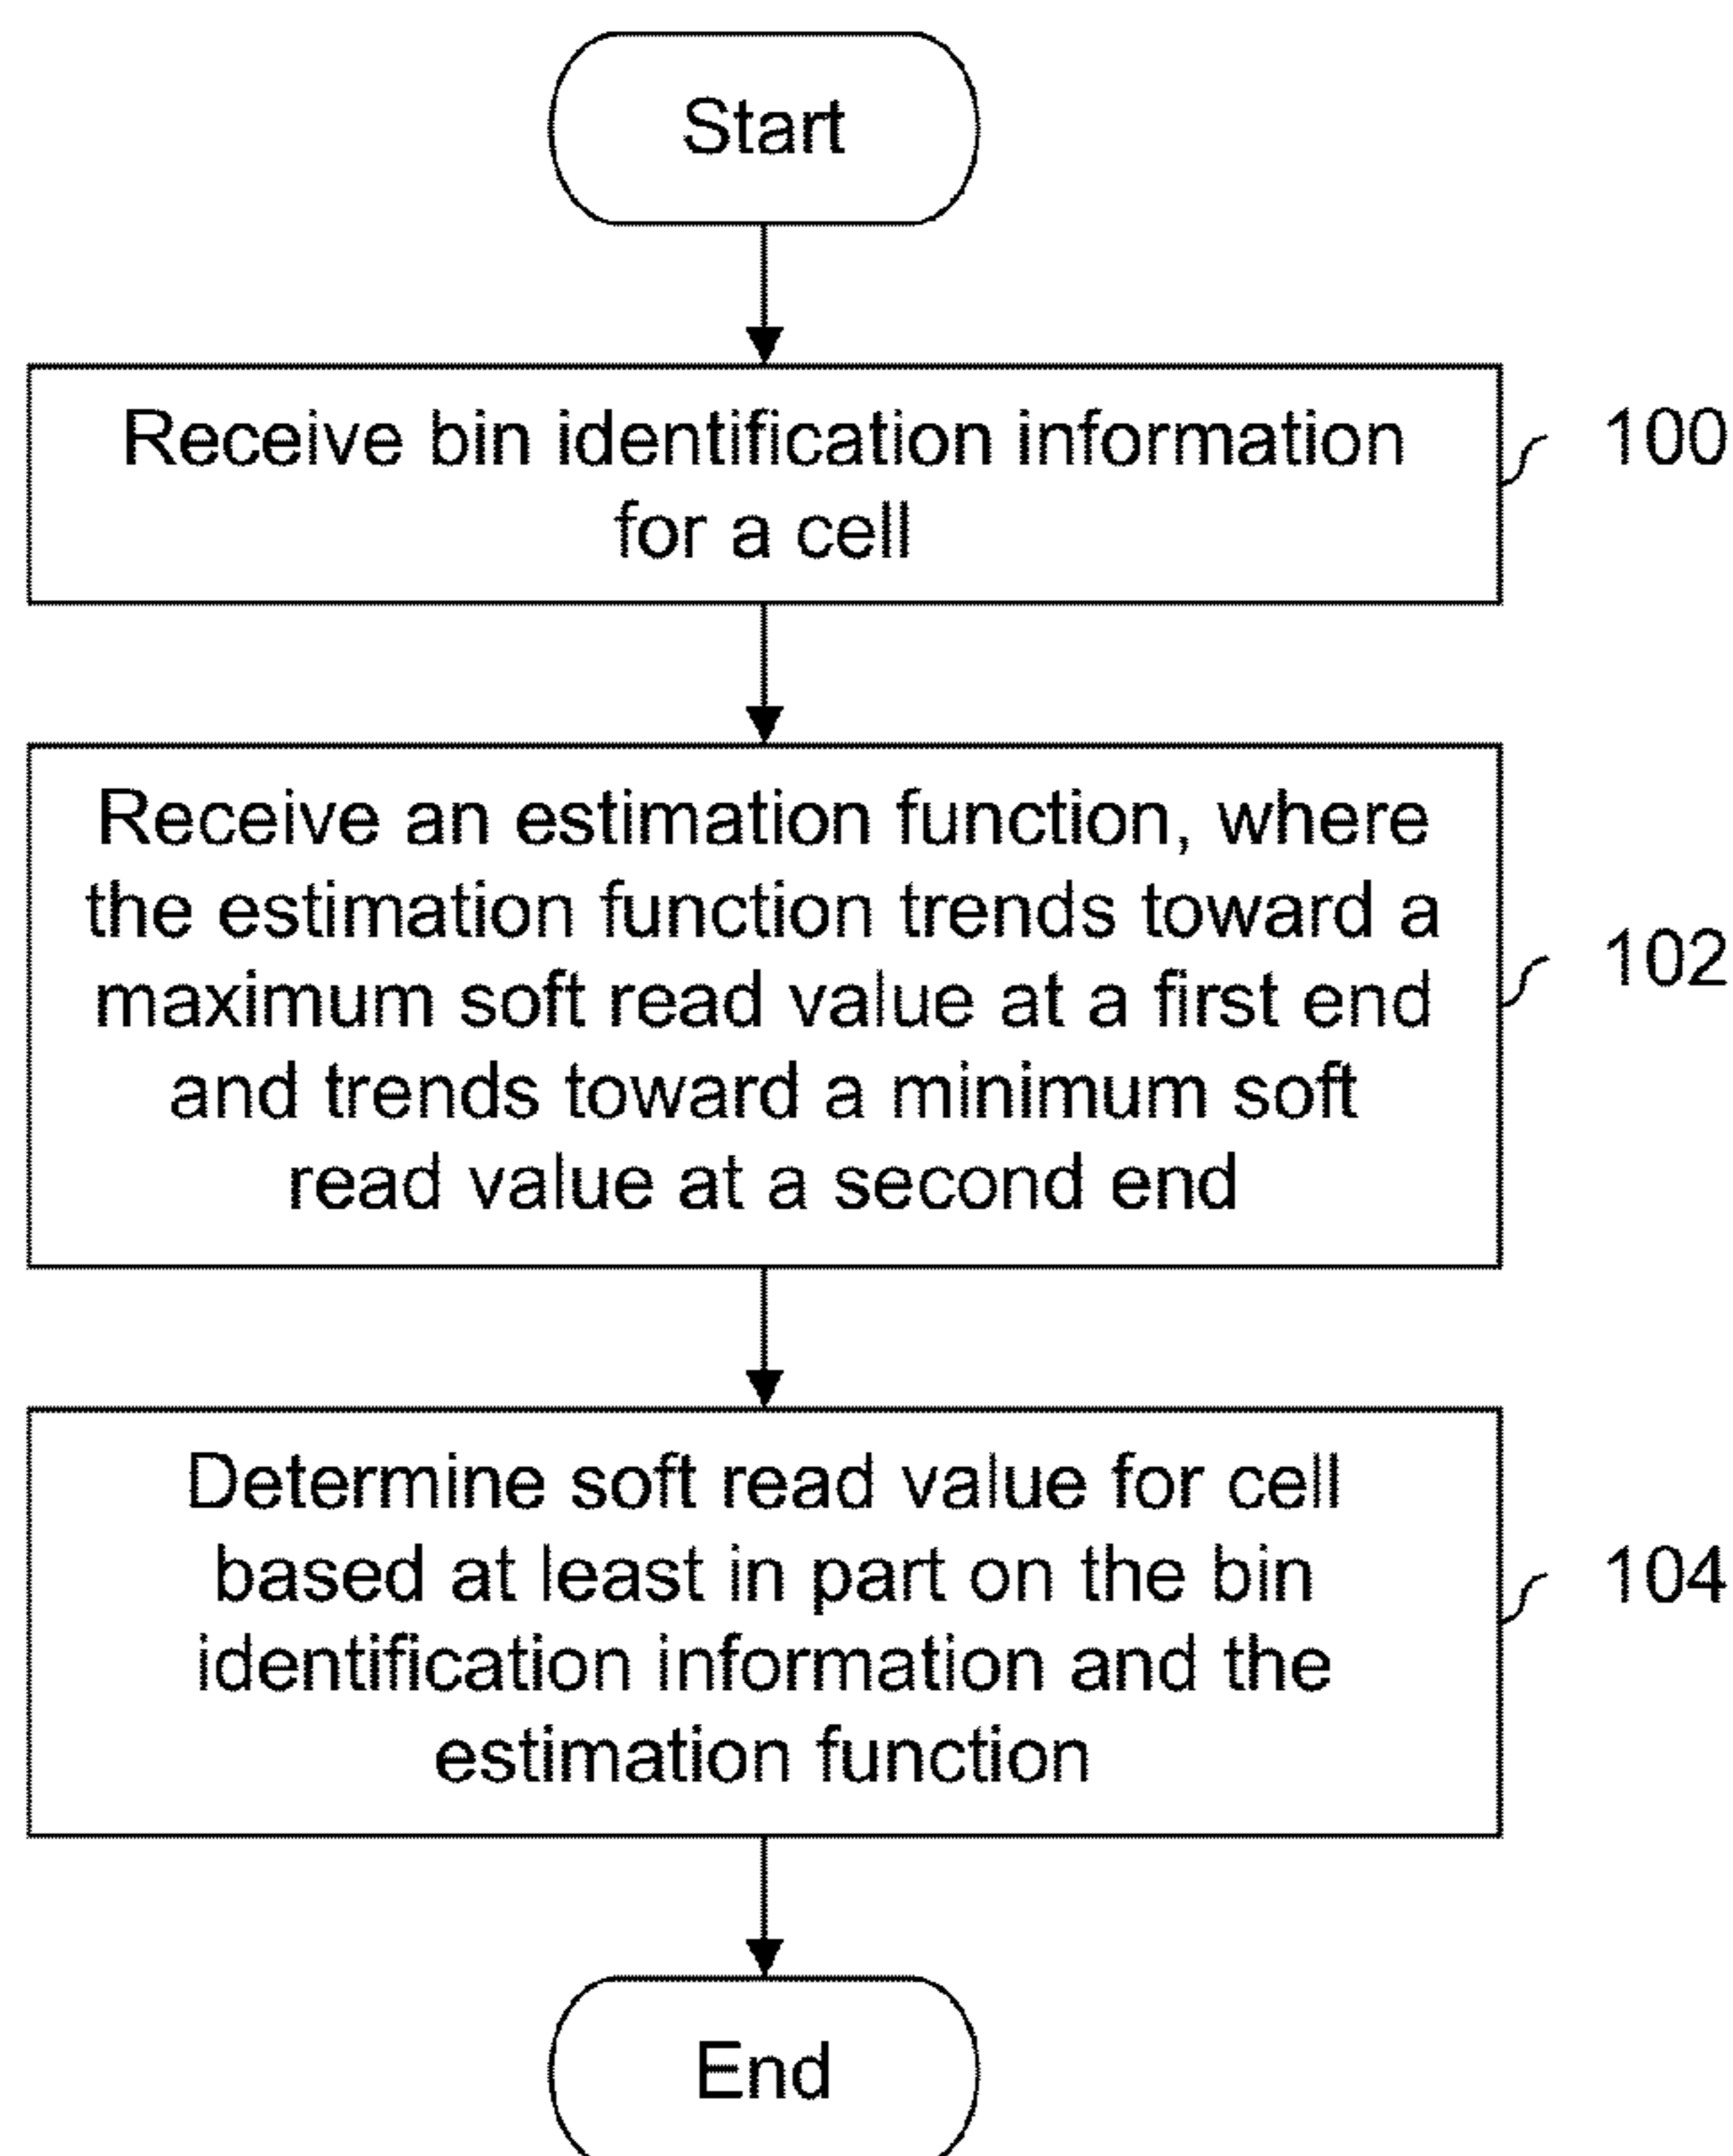 Start
Receive bin identification information
for a cell
100
Receive an estimation function, where
the estimation function trends toward a
maximum soft read value at a first end
and trends toward a minimum soft
read value at a second end
102
Determine soft read value for cell
based at least in part on the bin
identification information and the
estimation function
104
End